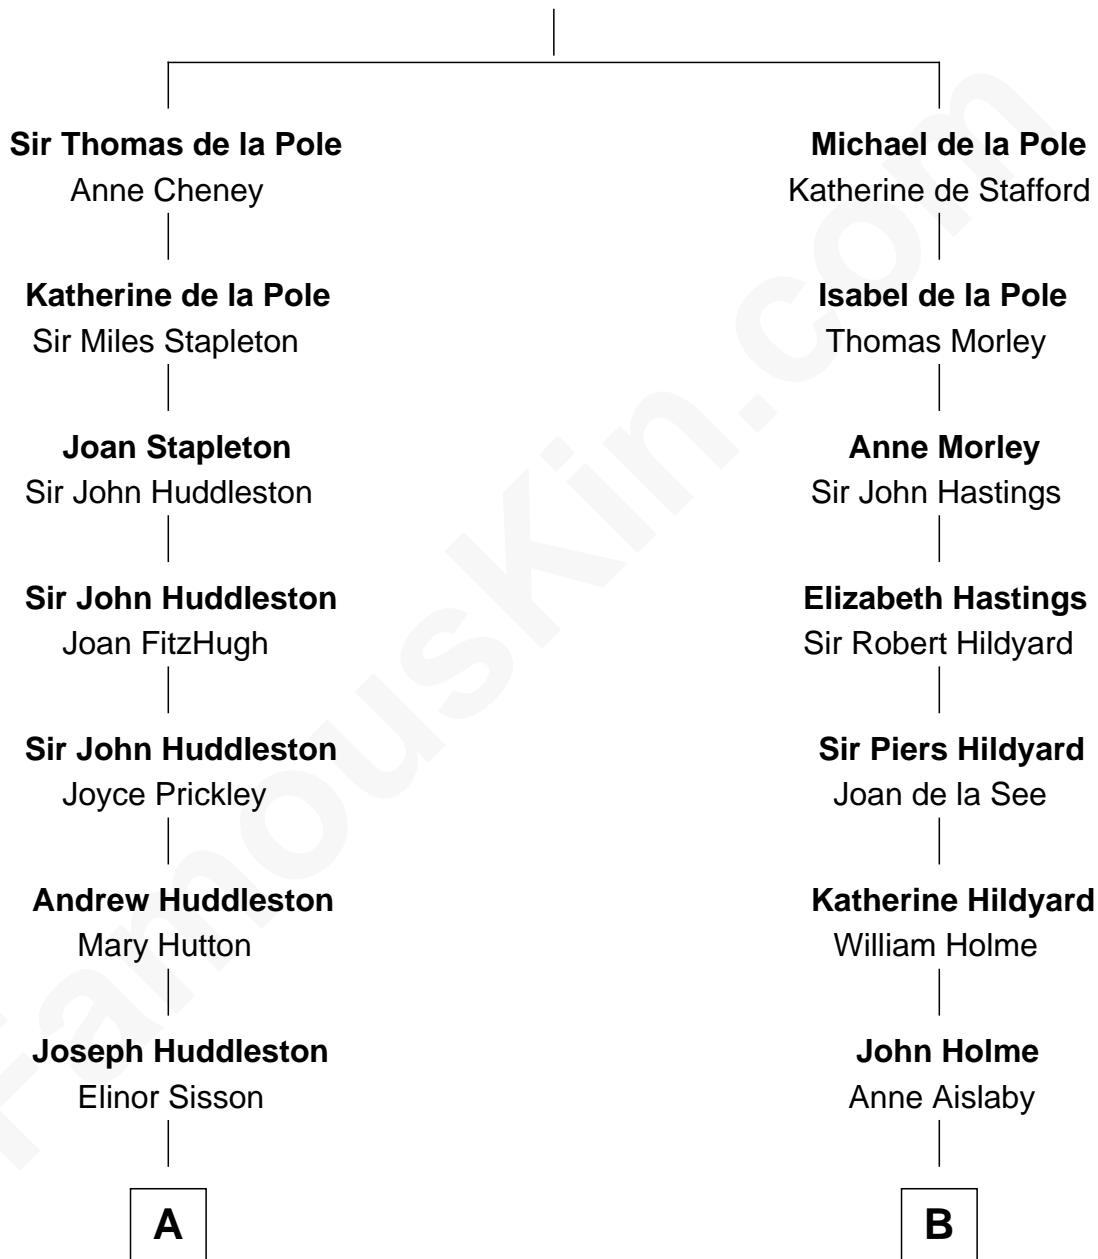 Sir Thomas de la Pole
Anne Cheney
Katherine de la Pole
Sir Miles Stapleton
Joan Stapleton
Sir John Huddleston
Sir John Huddleston
Joan FitzHugh
Sir John Huddleston
Joyce Prickley
Andrew Huddleston
Mary Hutton
Joseph Huddleston
Elinor Sisson
A
Michael de la Pole
Katherine de Stafford
Isabel de la Pole
Thomas Morley
Anne Morley
Sir John Hastings
Elizabeth Hastings
Sir Robert Hildyard
Sir Piers Hildyard
Joan de la See
Katherine Hildyard
William Holme
John Holme
Anne Aislaby
B
FamousKin.com